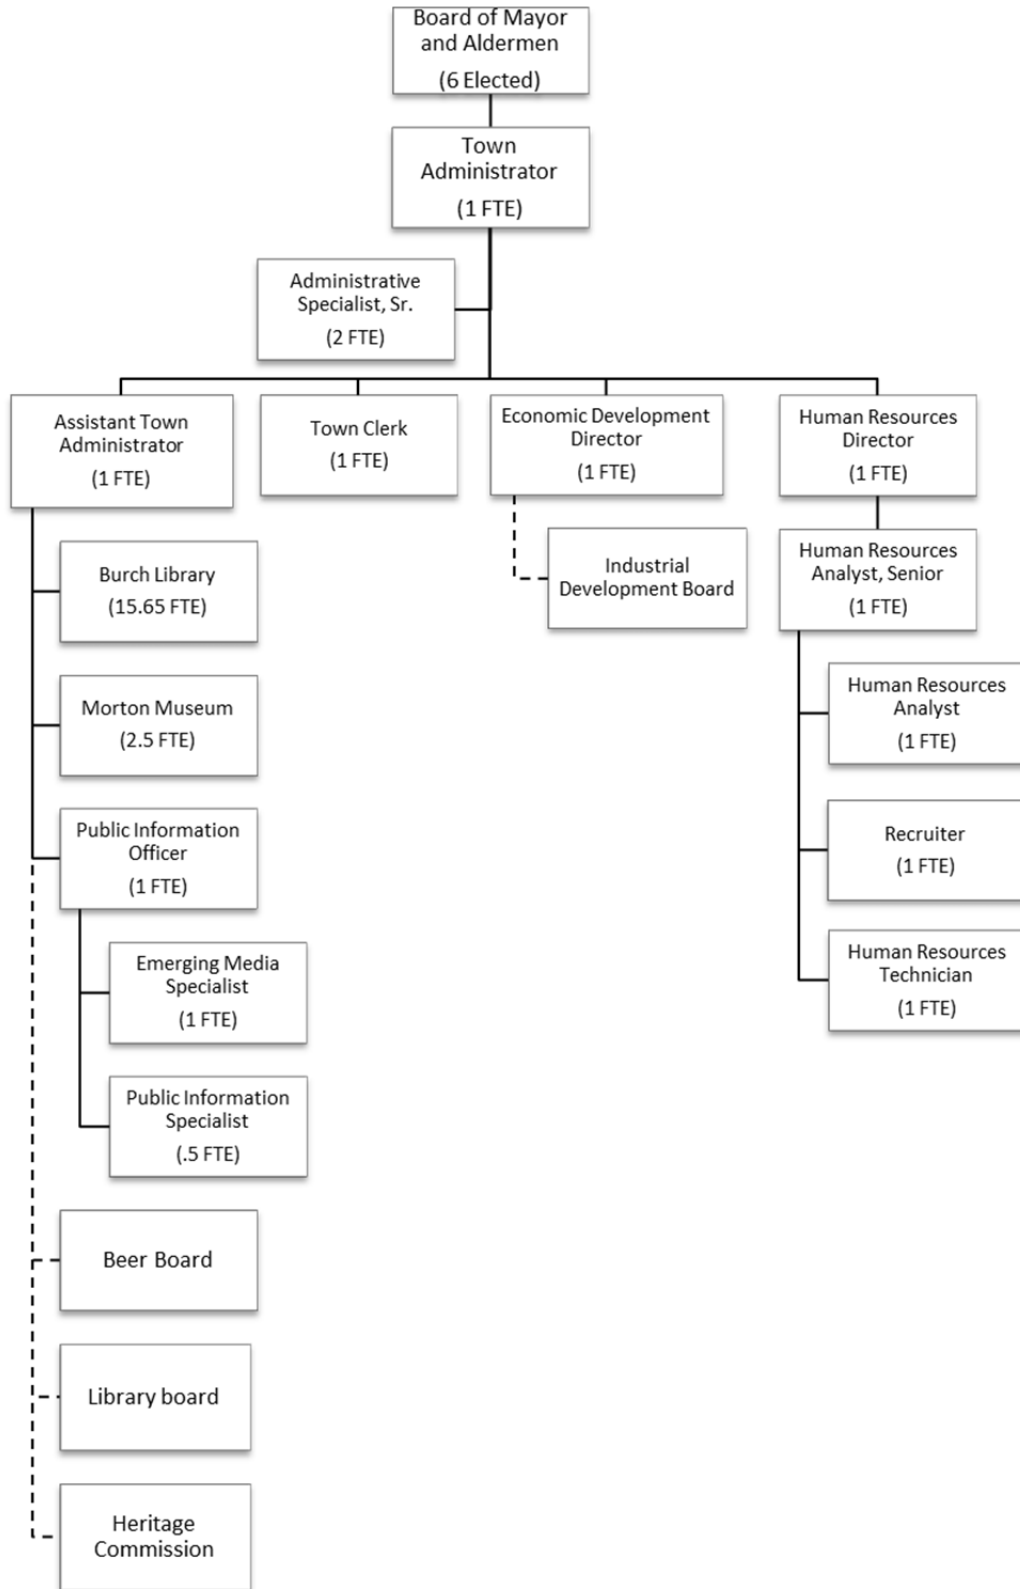 Board of Mayor
and Aldermen
(6 Elected)
Town
Administrator
(1 FTE)
Administrative
Specialist, Sr.
(2 FTE)
Assistant Town
Administrator
(1 FTE)
Town Clerk
(1 FTE)
Economic Development
Director
(1 FTE)
Human Resources
Director
(1 FTE)
Burch Library
(15.65 FTE)
Morton Museum
(2.5 FTE)
Public Information
Officer
(1 FTE)
Emerging Media
Specialist
(1 FTE)
Public Information
Specialist
(.5 FTE)
Beer Board
Library board
Heritage
Commission
Industrial
Development Board
Human Resources
Analyst, Senior
(1 FTE)
Human Resources
Analyst
(1 FTE)
Recruiter
(1 FTE)
Human Resources
Technician
(1 FTE)